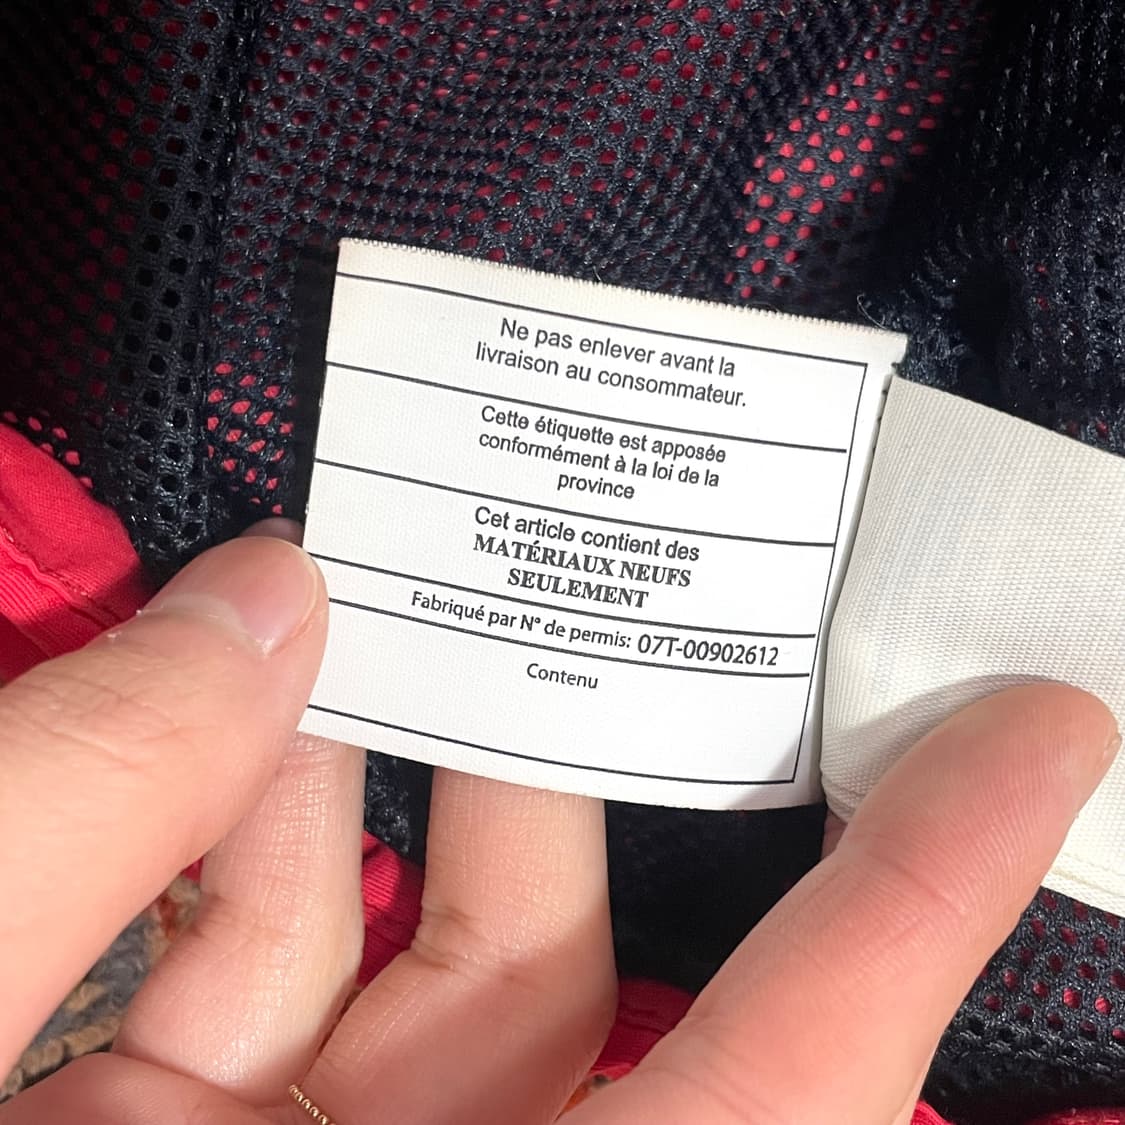 Ne pas enlever avant la
livraison au consommateur.
Cette étiquette est apposée
conformément à la loi de la
province
Cet article contient des
MATÉRIAUX NEUFS
SEULEMENT
Fabriqué par N° de permis: 07T-00902612
Contenu